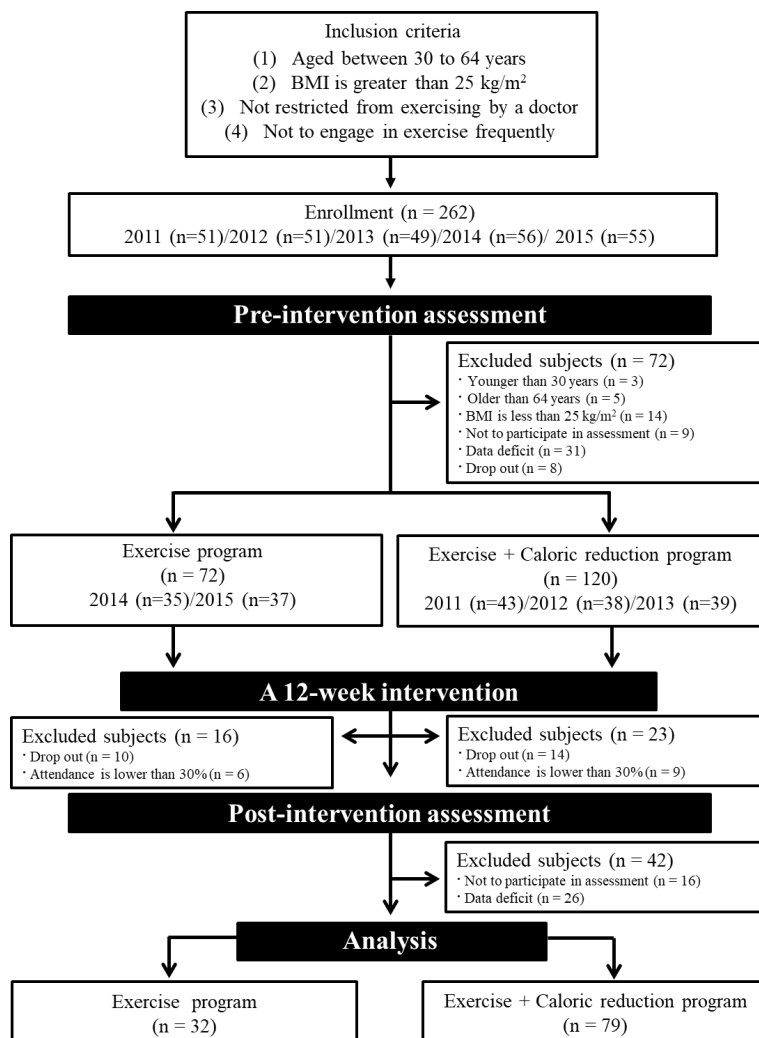 Inclusion criteria
(1) Aged between 30 to 64 years
(2) BMI is greater than 25 kg/m²
(3) Not restricted from exercising by a doctor
(4) Not to engage in exercise frequently
Enrollment (n = 262)
2011 (n=51)/2012 (n=51)/2013 (n=49)/2014 (n=56)/ 2015 (n=55)
Pre-intervention assessment
Excluded subjects (n = 72)
· Younger than 30 years (n = 3)
· Older than 64 years (n = 5)
· BMI is less than 25 kg/m² (n = 14)
· Not to participate in assessment (n = 9)
· Data deficit (n = 31)
· Drop out (n = 8)
Exercise program
(n = 72)
2014 (n=35)/2015 (n=37)
Exercise + Caloric reduction program
(n = 120)
2011 (n=43)/2012 (n=38)/2013 (n=39)
A 12-week intervention
Excluded subjects (n = 16)
· Drop out (n = 10)
· Attendance is lower than 30% (n = 6)
Excluded subjects (n = 23)
· Drop out (n = 14)
· Attendance is lower than 30% (n = 9)
Post-intervention assessment
Excluded subjects (n = 42)
· Not to participate in assessment (n = 16)
· Data deficit (n = 26)
Analysis
Exercise program
(n = 32)
Exercise + Caloric reduction program
(n = 79)